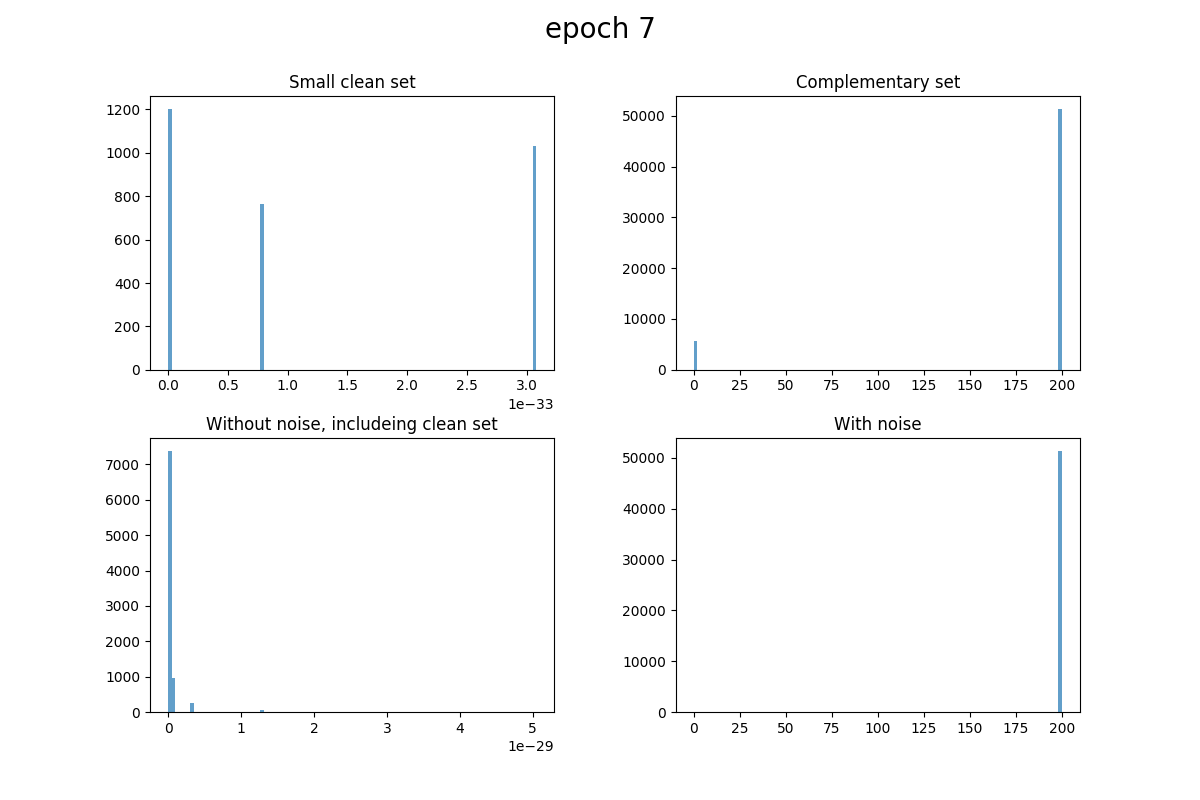 epoch 7
Small clean set
1200
1000
800
600
400
200
0
0.0 0.5 1.0 1.5 2.0 2.5 3.0
1e−33
Complementary set
50000
40000
30000
20000
10000
0
0 25 50 75 100 125 150 175 200
Without noise, includeing clean set
7000
6000
5000
4000
3000
2000
1000
0
0 1 2 3 4 5
1e−29
With noise
50000
40000
30000
20000
10000
0
0 25 50 75 100 125 150 175 200